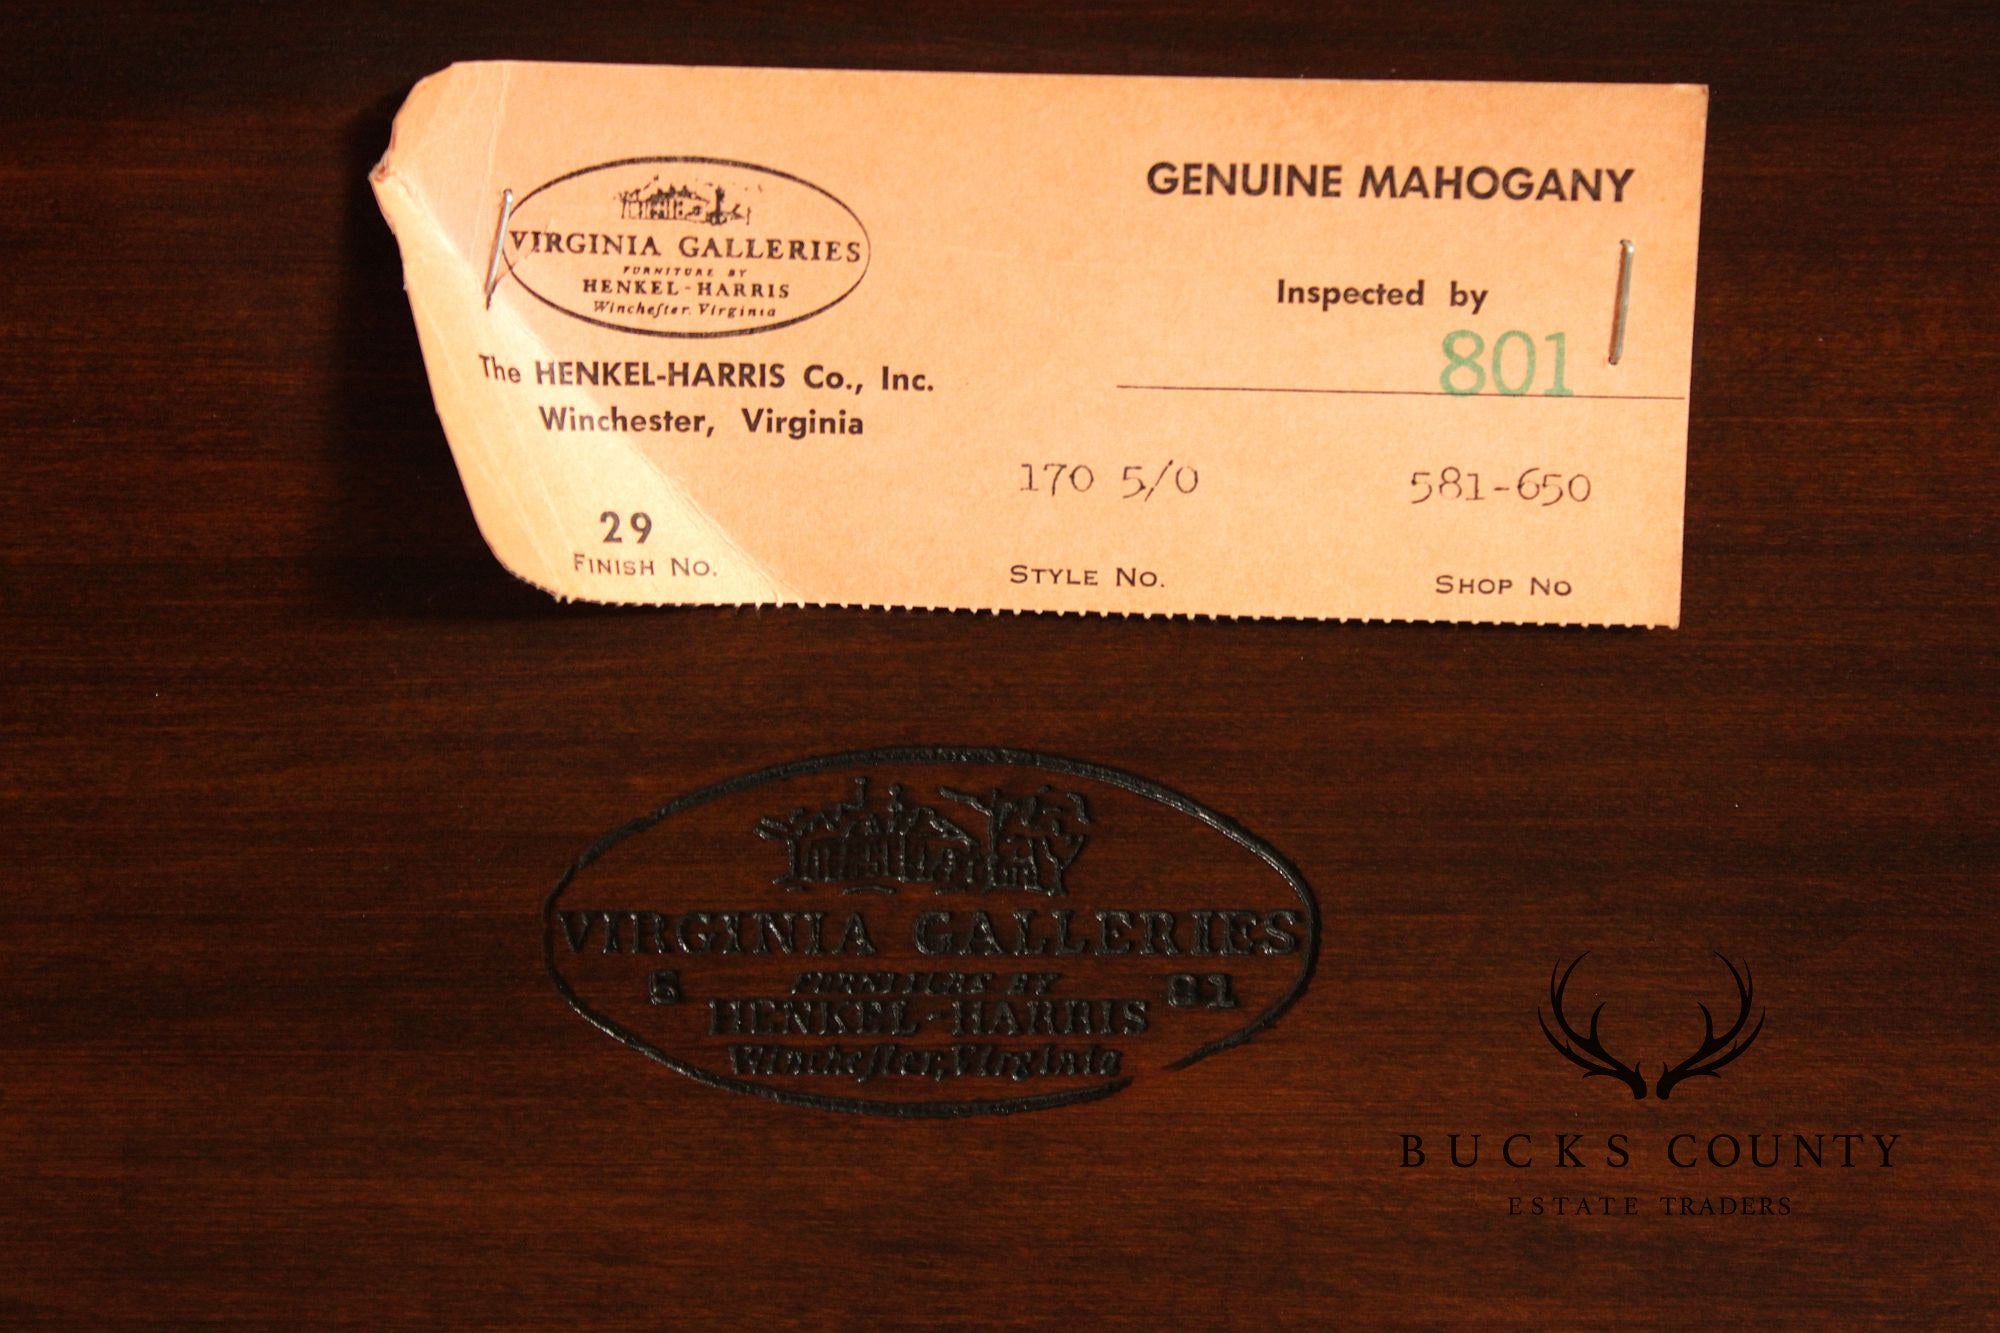 GENUINE MAHOGANY
VIRGINIA GALLERIES
FURNITURE BY
HENKEL-HARRIS
Winchester, Virginia
Inspected by
801
The HENKEL-HARRIS Co., Inc.
Winchester, Virginia
170 5/0
581-650
29
FINISH NO.
STYLE NO.
SHOP NO
VIRGINIA GALLERIES
5 FURNITURE BY 81
HENKEL-HARRIS
Winchester, Virginia
BUCKS COUNTY
ESTATE TRADERS